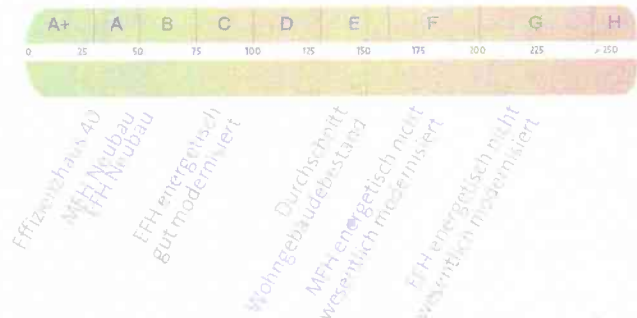 A+ A B C D E F G H
0 25 50 75 100 125 150 175 200 225 >250
Effizienzhaus 40
MFH Neubau
EFH Neubau
EFH energetisch
gut modernisiert
Durchschnitt
Wohngebäudebestand
MFH energetisch nicht
wesentlich modernisiert
EFH energetisch nicht
wesentlich modernisiert